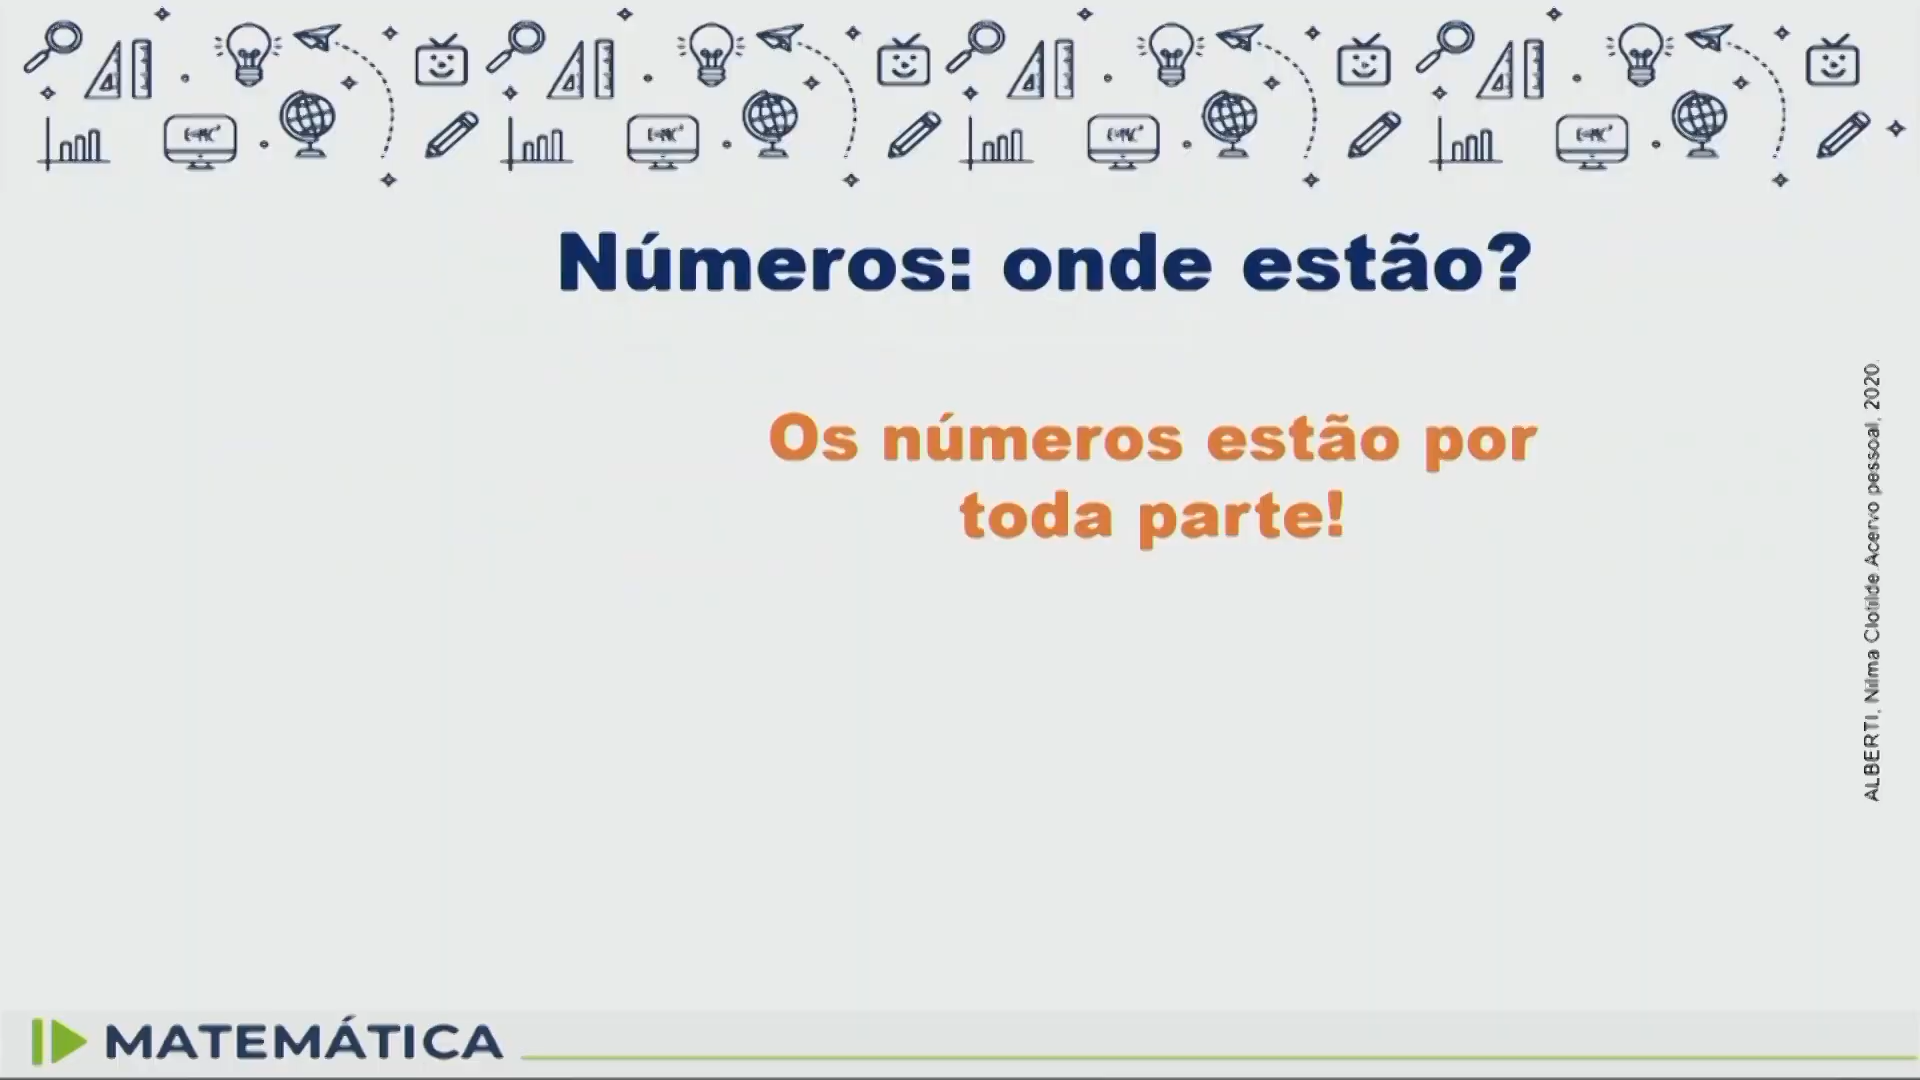 Números: onde estão?
Os números estão por
toda parte!
ALBERTI, Nilma Clotilde Acervo pessoal, 2020.
MATEMÁTICA